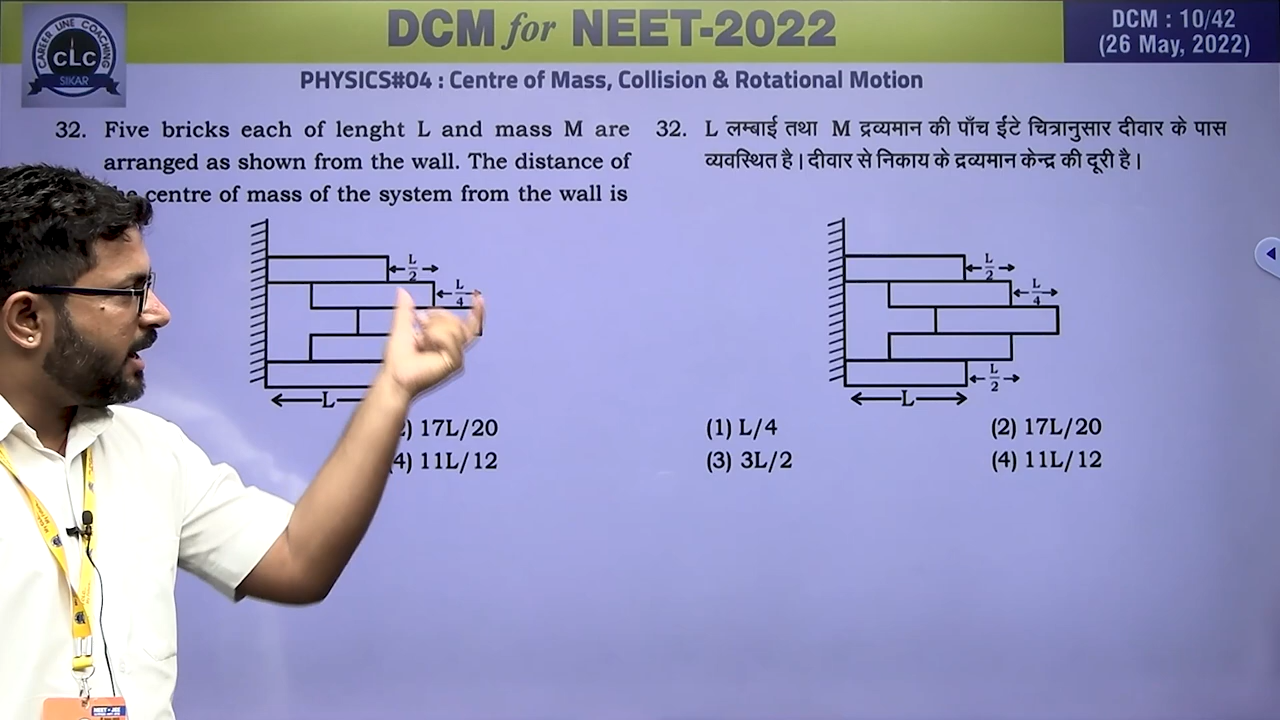 CAREER LINE COACHING
CLC
SIKAR
DCM for NEET-2022
DCM : 10/42
(26 May, 2022)
PHYSICS#04 : Centre of Mass, Collision & Rotational Motion
32. Five bricks each of lenght L and mass M are
arranged as shown from the wall. The distance of
centre of mass of the system from the wall is
L/2
L/4
L
17L/20
(4) 11L/12
32. L लम्बाई तथा M द्रव्यमान की पाँच ईंटे चित्रानुसार दीवार के पास
व्यवस्थित है। दीवार से निकाय के द्रव्यमान केन्द्र की दूरी है।
L/2
L/4
L/2
L
(1) L/4 (2) 17L/20
(3) 3L/2 (4) 11L/12